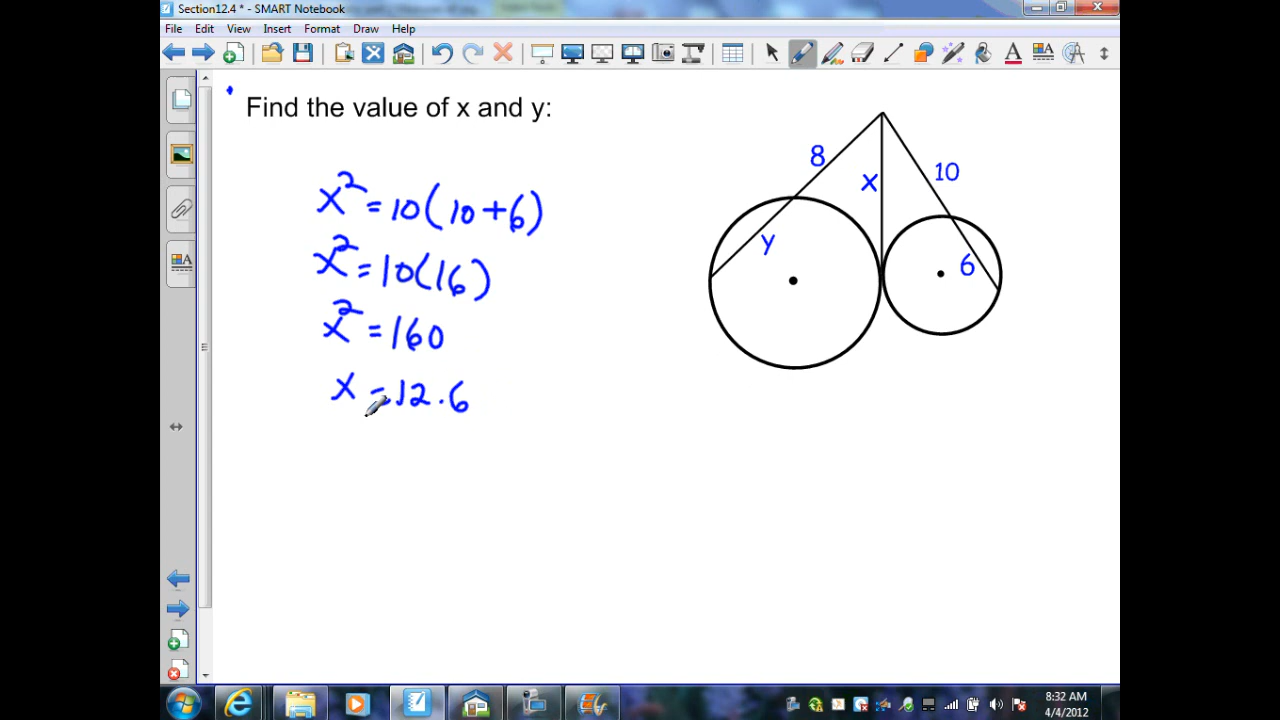 Section12.4 * - SMART Notebook
File Edit View Insert Format Draw Help
Find the value of x and y:
x² = 10(10+6)
x² = 10(16)
x² = 160
x = 12.6
8
x
10
y
6
8:32 AM
4/4/2012